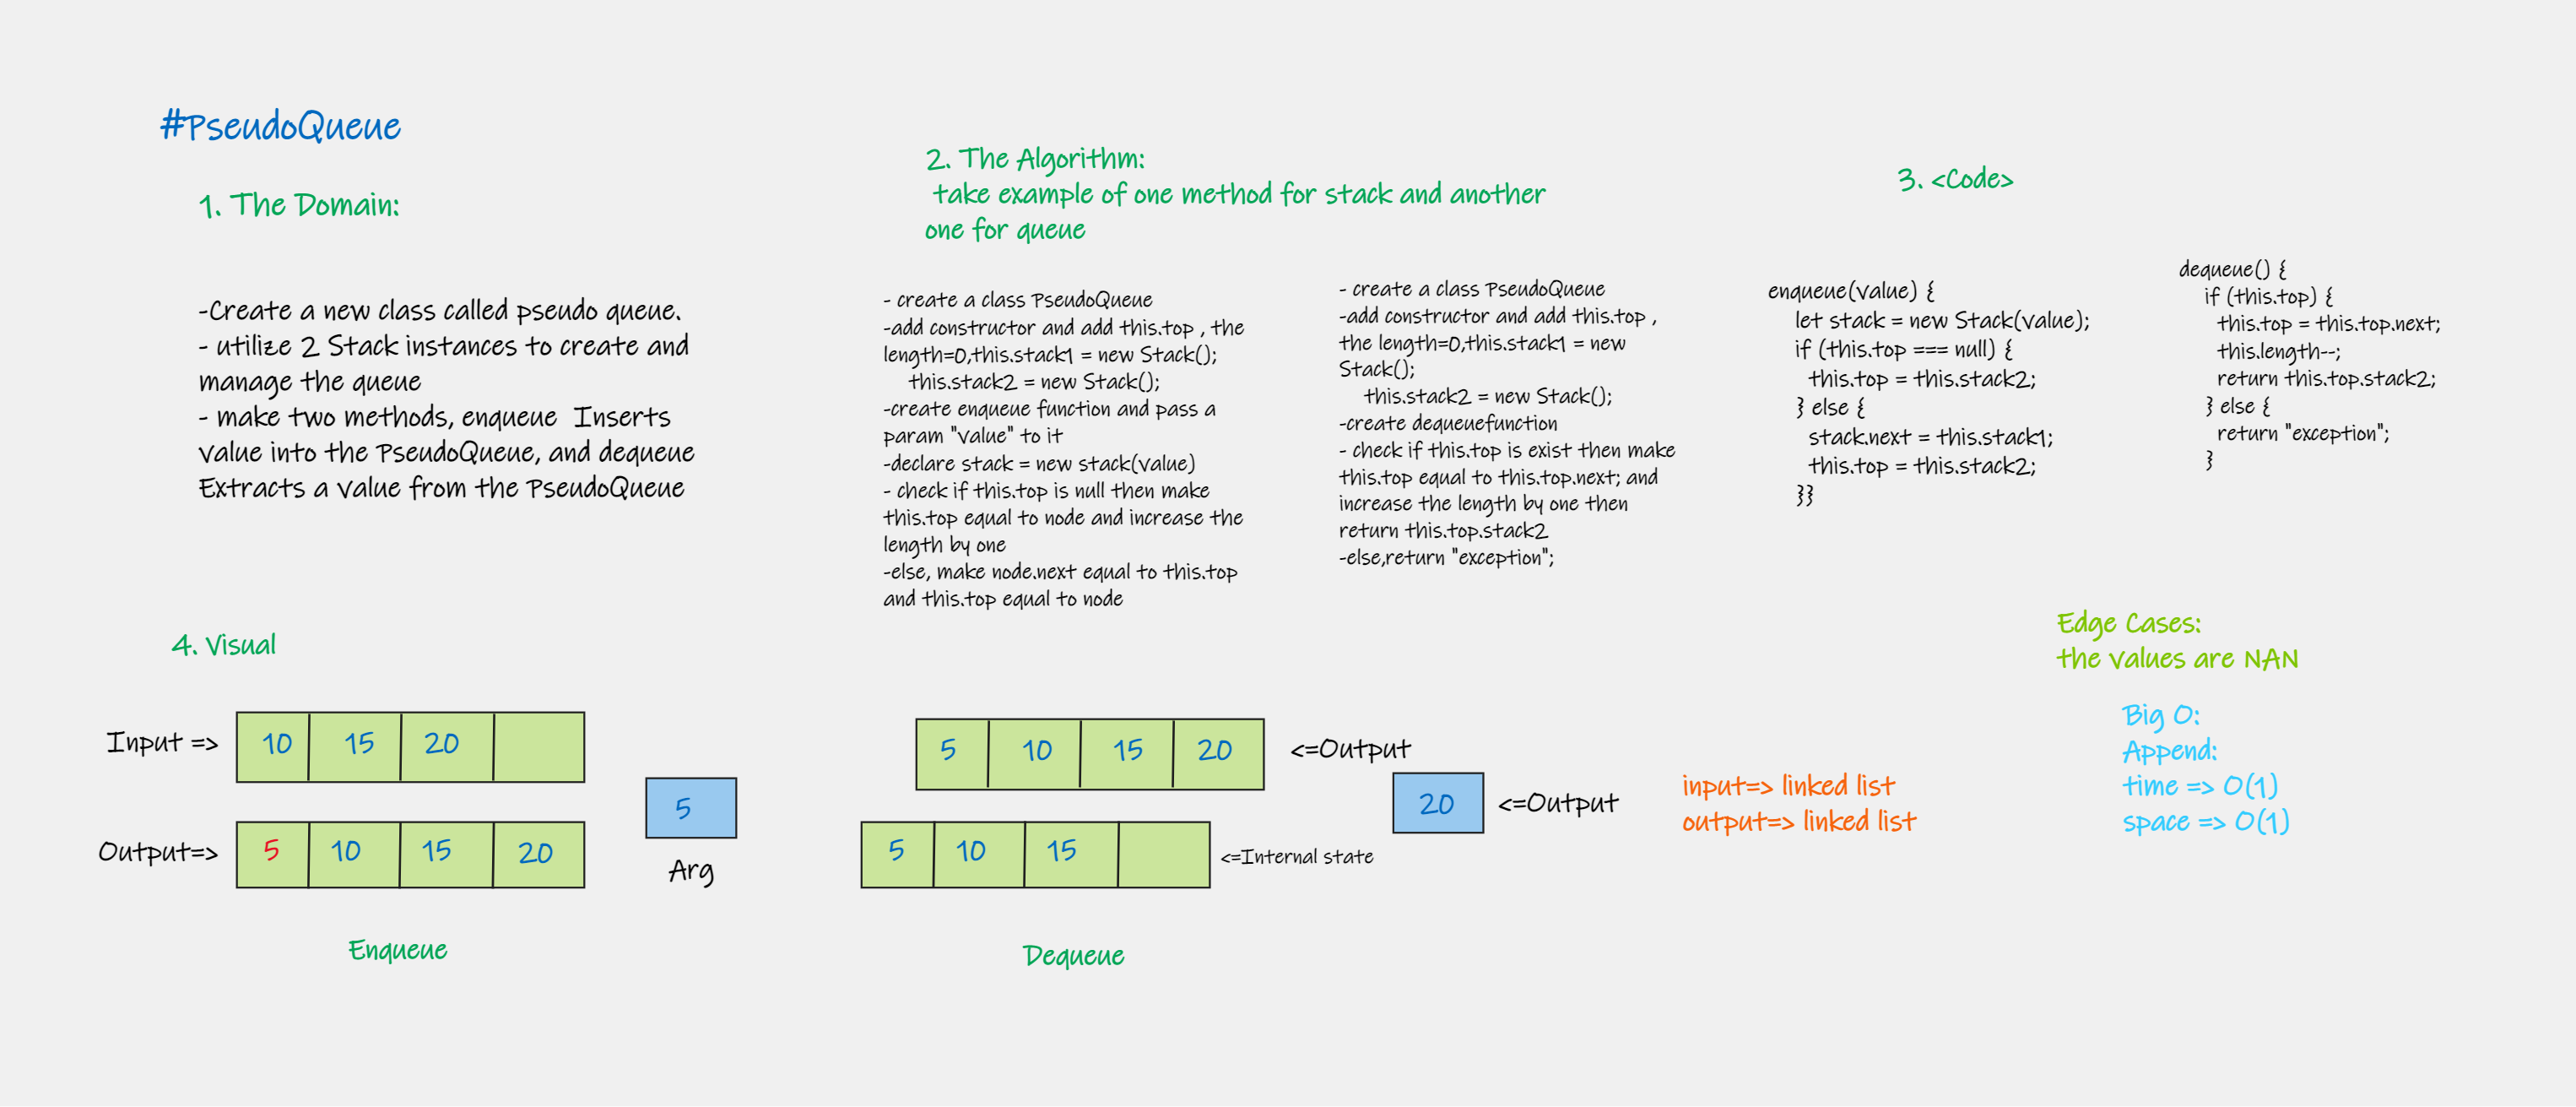 #PseudoQueue
1. The Domain:
-Create a new class called pseudo queue.
- utilize 2 Stack instances to create and
manage the queue
- make two methods, enqueue Inserts
value into the PseudoQueue, and dequeue
Extracts a value from the PseudoQueue
2. The Algorithm:
take example of one method for stack and another
one for queue
- create a class PseudoQueue
-add constructor and add this.top , the
length=0,this.stack1 = new Stack();
this.stack2 = new Stack();
-create enqueue function and pass a
param "value" to it
-declare stack = new stack(value)
- check if this.top is null then make
this.top equal to node and increase the
length by one
-else, make node.next equal to this.top
and this.top equal to node
- create a class PseudoQueue
-add constructor and add this.top ,
the length=0,this.stack1 = new
Stack();
this.stack2 = new Stack();
-create dequeuefunction
- check if this.top is exist then make
this.top equal to this.top.next; and
increase the length by one then
return this.top.stack2
-else,return "exception";
3. <Code>
enqueue(value) {
let stack = new Stack(value);
if (this.top === null) {
this.top = this.stack2;
} else {
stack.next = this.stack1;
this.top = this.stack2;
}}
dequeue() {
if (this.top) {
this.top = this.top.next;
this.length--;
return this.top.stack2;
} else {
return "exception";
}
4. Visual
Input =>
10 15 20
Output=>
5 10 15 20
5
Arg
Enqueue
5 10 15 20
<=Output
20
<=Output
5 10 15
<=Internal state
Dequeue
input=> linked list
output=> linked list
Edge Cases:
the values are NAN
Big O:
Append:
time => O(1)
space => O(1)